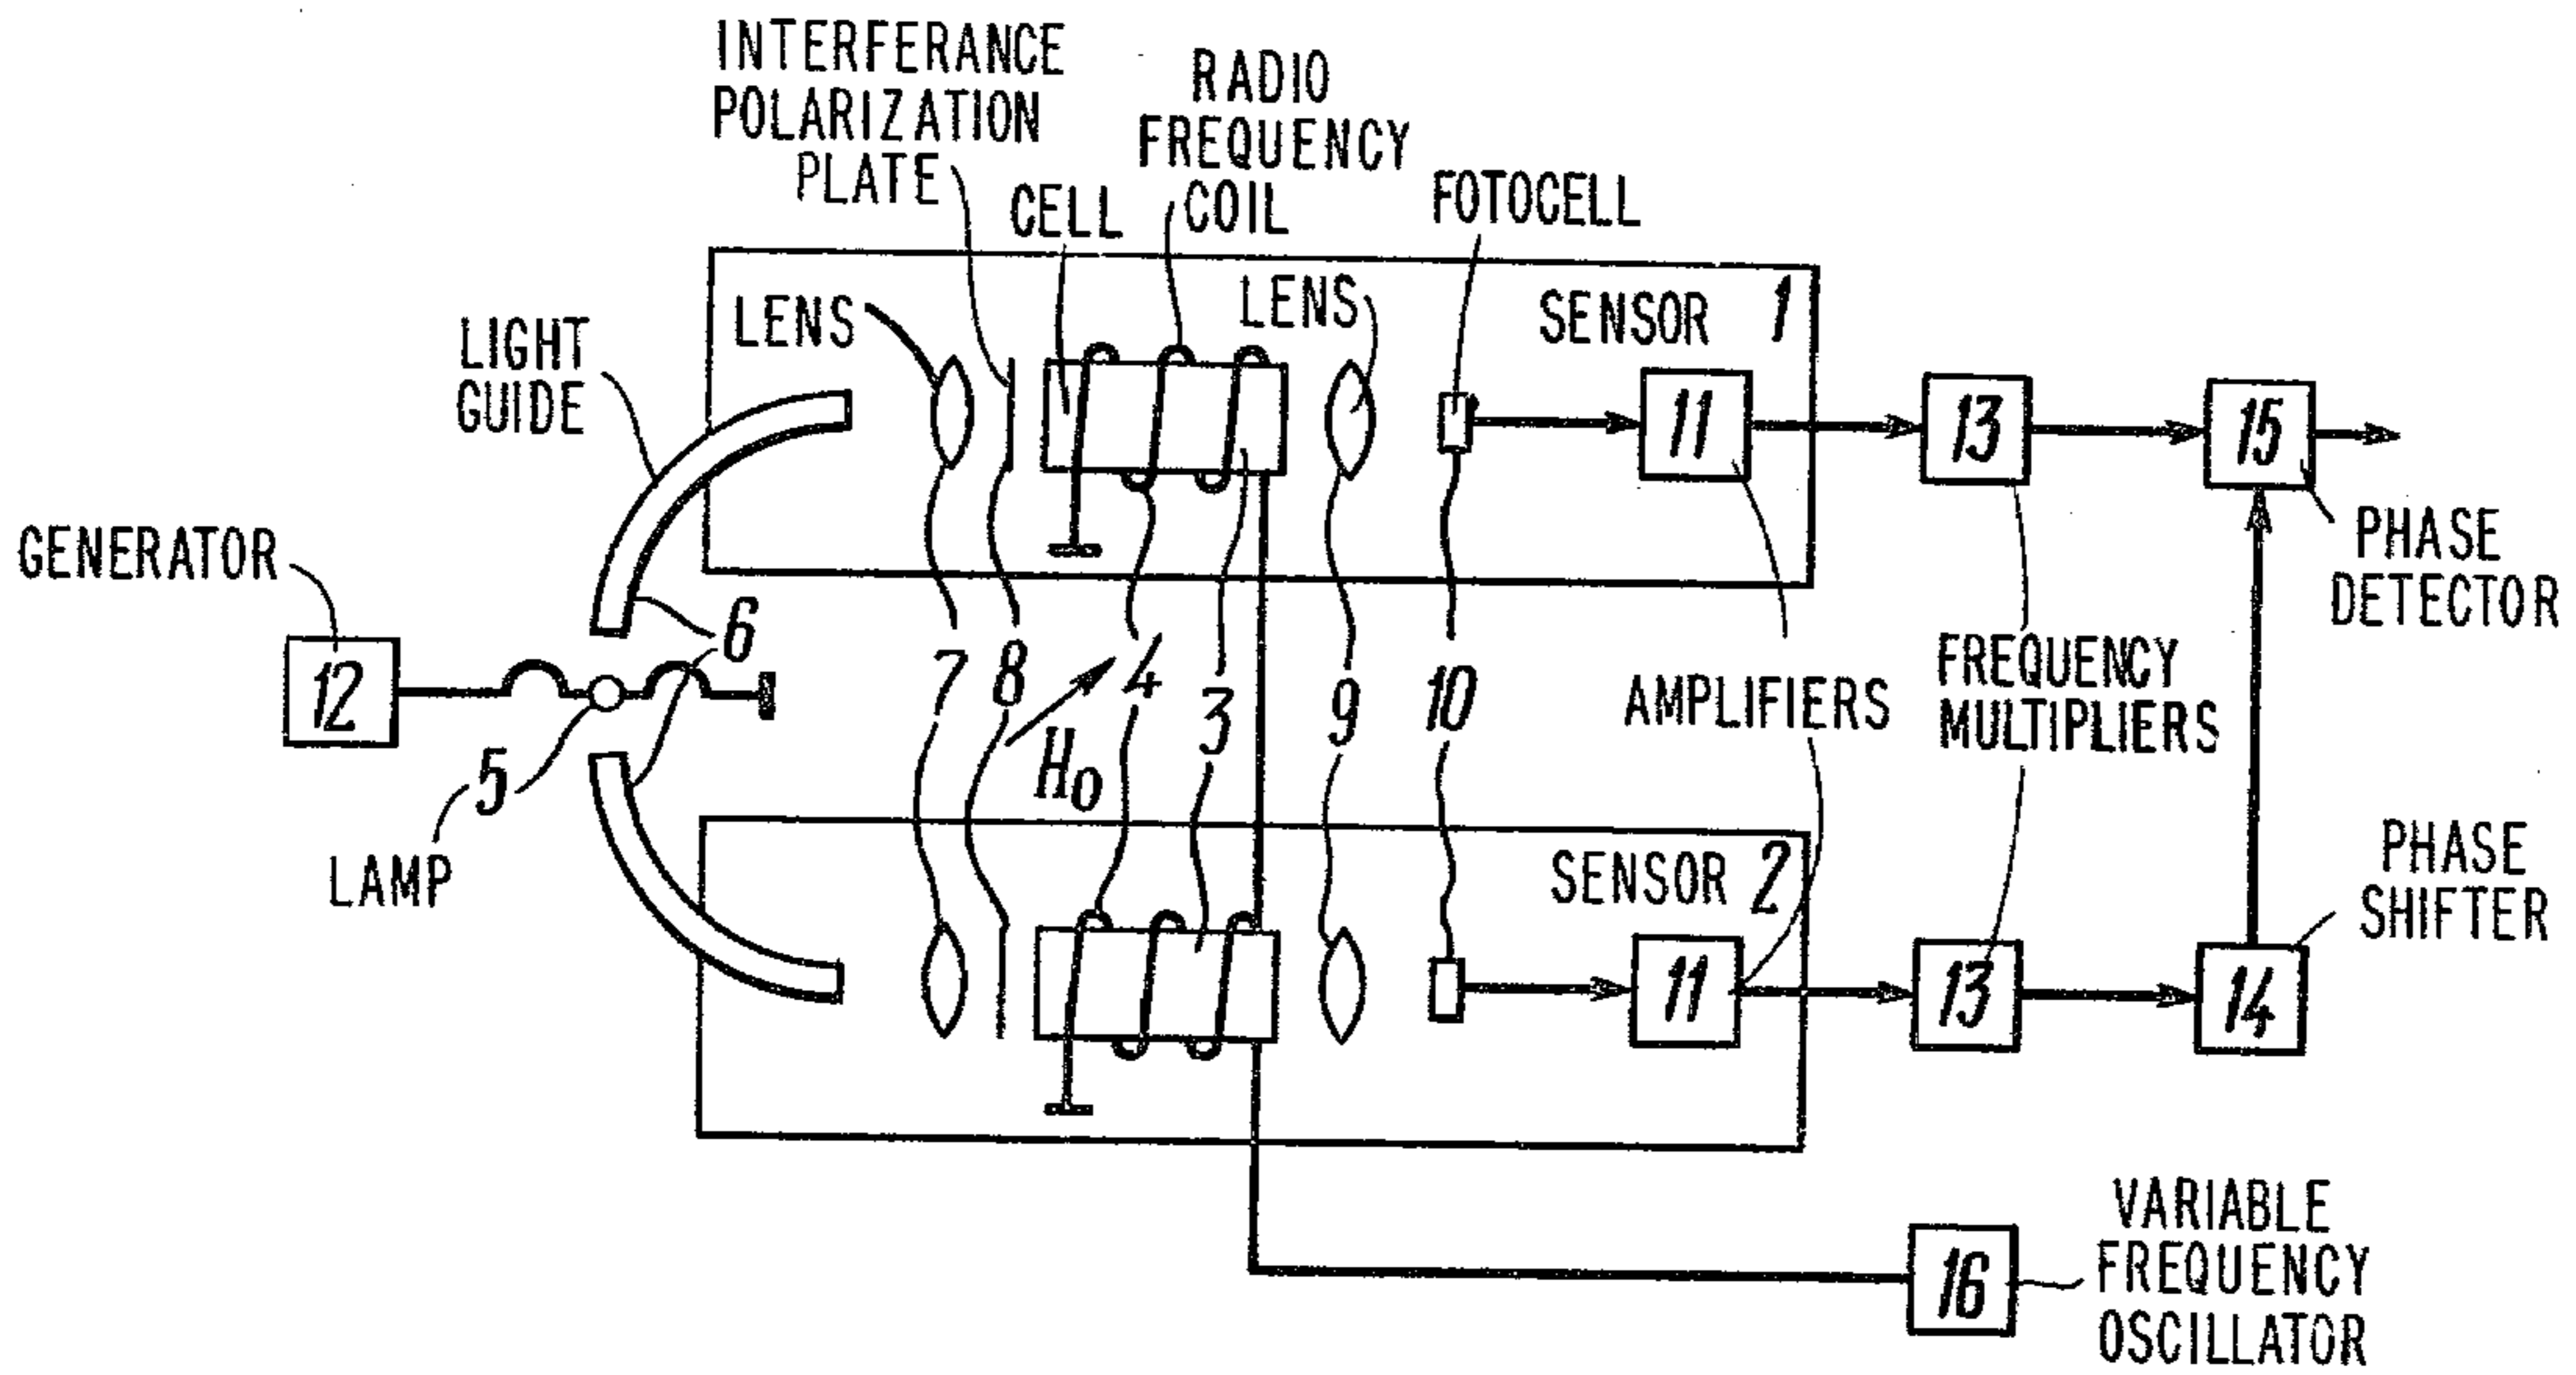 INTERFERANCE
POLARIZATION
PLATE
RADIO
FREQUENCY
COIL
CELL
FOTOCELL
LENS
LENS
SENSOR 1
LIGHT
GUIDE
11
13
15
PHASE
DETECTOR
GENERATOR
12
6
5
LAMP
7
8
H0
4
3
9
10
AMPLIFIERS
FREQUENCY
MULTIPLIERS
SENSOR 2
PHASE
SHIFTER
11
13
14
16
VARIABLE
FREQUENCY
OSCILLATOR